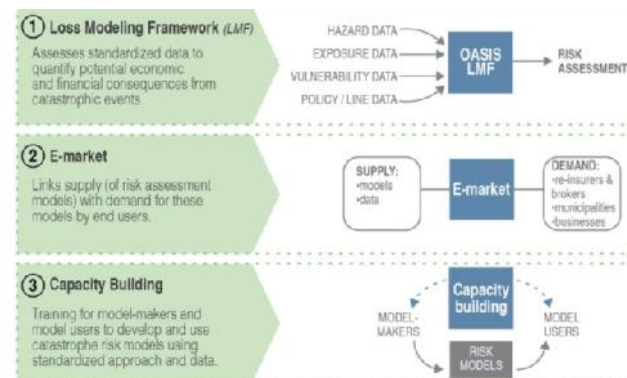 1 Loss Modeling Framework (LMF)
Assesses standardized data to
quantify potential economic
and financial consequences from
catastrophic events
HAZARD DATA
EXPOSURE DATA
VULNERABILITY DATA
POLICY / LINE DATA
OASIS
LMF
RISK
ASSESSMENT
2 E-market
Links supply (of risk assessment
models) with demand for these
models by end users.
SUPPLY:
•models
•data
E-market
DEMAND:
•re-insurers &
brokers
•municipalities
•businesses
3 Capacity Building
Training for model-makers and
model users to develop and use
catastrophe risk models using
standardized approach and data.
Capacity
building
MODEL-
MAKERS
MODEL
USERS
RISK
MODELS